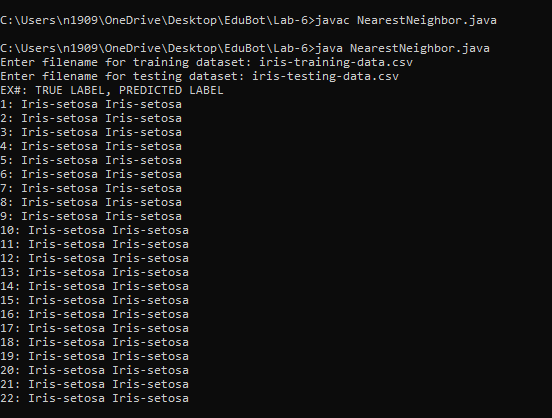 C:\Users\n1909\OneDrive\Desktop\EduBot\Lab-6>javac NearestNeighbor.java
C:\Users\n1909\OneDrive\Desktop\EduBot\Lab-6>java NearestNeighbor.java
Enter filename for training dataset: iris-training-data.csv
Enter filename for testing dataset: iris-testing-data.csv
EX#: TRUE LABEL, PREDICTED LABEL
1: Iris-setosa Iris-setosa
2: Iris-setosa Iris-setosa
3: Iris-setosa Iris-setosa
4: Iris-setosa Iris-setosa
5: Iris-setosa Iris-setosa
6: Iris-setosa Iris-setosa
7: Iris-setosa Iris-setosa
8: Iris-setosa Iris-setosa
9: Iris-setosa Iris-setosa
10: Iris-setosa Iris-setosa
11: Iris-setosa Iris-setosa
12: Iris-setosa Iris-setosa
13: Iris-setosa Iris-setosa
14: Iris-setosa Iris-setosa
15: Iris-setosa Iris-setosa
16: Iris-setosa Iris-setosa
17: Iris-setosa Iris-setosa
18: Iris-setosa Iris-setosa
19: Iris-setosa Iris-setosa
20: Iris-setosa Iris-setosa
21: Iris-setosa Iris-setosa
22: Iris-setosa Iris-setosa